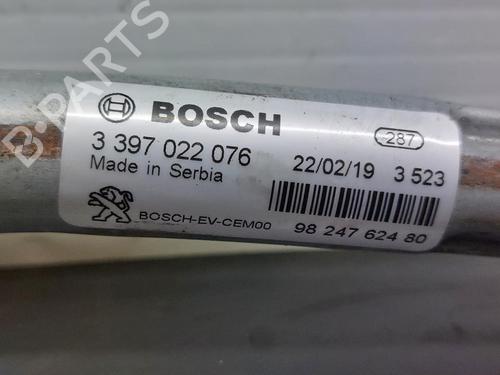 B-PARTS
BOSCH
287
3 397 022 076 22/02/19 3 523
Made in Serbia
BOSCH-EV-CEM00 98 247 624 80